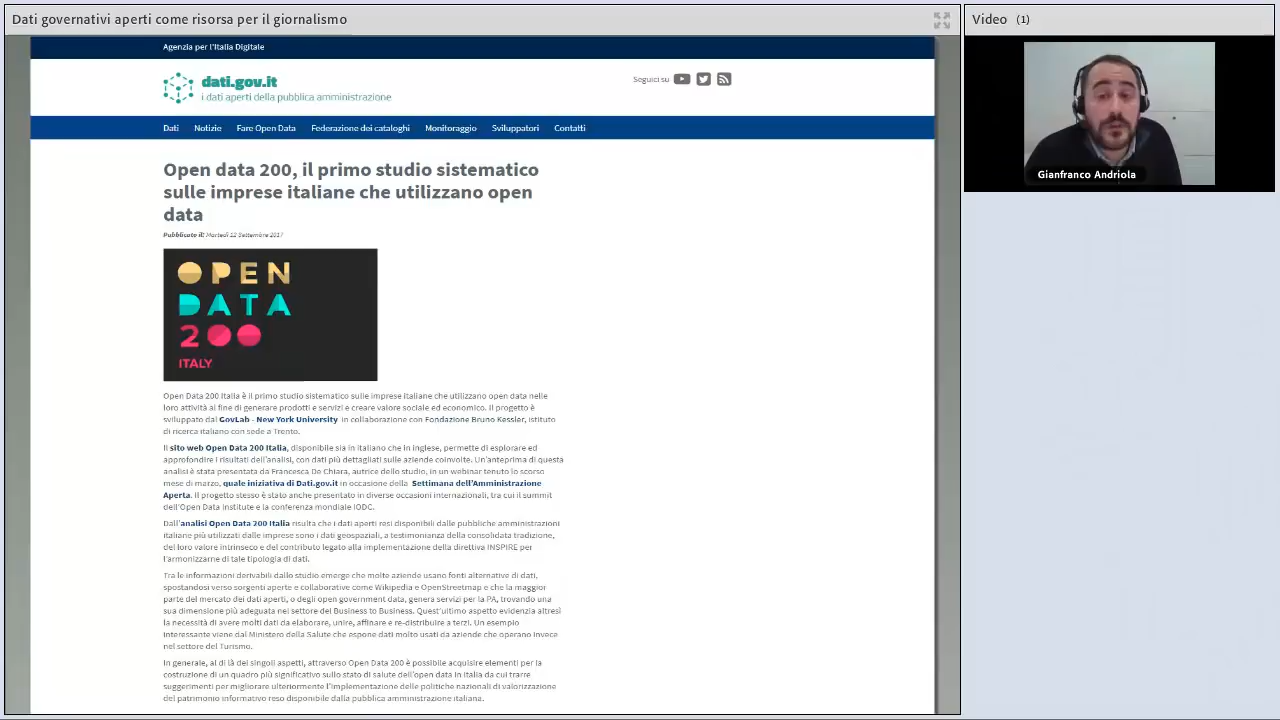 Dati governativi aperti come risorsa per il giornalismo
Video (1)
Gianfranco Andriola
Agenzia per l'Italia Digitale
dati.gov.it
i dati aperti della pubblica amministrazione
Seguici su
Dati Notizie Fare Open Data Federazione dei cataloghi Monitoraggio Sviluppatori Contatti
Open data 200, il primo studio sistematico
sulle imprese italiane che utilizzano open
data
Pubblicato il: Martedì 12 Settembre 2017
OPEN
DATA
200
ITALY
Open Data 200 Italia è il primo studio sistematico sulle imprese italiane che utilizzano open data nelle
loro attività al fine di generare prodotti e servizi e creare valore sociale ed economico. Il progetto è
sviluppato dal GovLab - New York University in collaborazione con Fondazione Bruno Kessler, istituto
di ricerca italiano con sede a Trento.
Il sito web Open Data 200 Italia, disponibile sia in italiano che in inglese, permette di esplorare ed
approfondire i risultati dell'analisi, con dati più dettagliati sulle aziende coinvolte. Un'anteprima di questa
analisi è stata presentata da Francesca De Chiara, autrice dello studio, in un webinar tenuto lo scorso
mese di marzo, quale iniziativa di Dati.gov.it in occasione della Settimana dell'Amministrazione
Aperta. Il progetto stesso è stato anche presentato in diverse occasioni internazionali, tra cui il summit
dell'Open Data Institute e la conferenza mondiale IODC.
Dall'analisi Open Data 200 Italia risulta che i dati aperti resi disponibili dalle pubbliche amministrazioni
italiane più utilizzati dalle imprese sono i dati geospaziali, a testimonianza della consolidata tradizione,
del loro valore intrinseco e del contributo legato alla implementazione della direttiva INSPIRE per
l'armonizzarne di tale tipologia di dati.
Tra le informazioni derivabili dallo studio emerge che molte aziende usano fonti alternative di dati,
spostandosi verso sorgenti aperte e collaborative come Wikipedia e OpenStreetmap e che la maggior
parte del mercato dei dati aperti, o degli open government data, genera servizi per la PA, trovando una
sua dimensione più adeguata nel settore del Business to Business. Quest'ultimo aspetto evidenzia altresì
la necessità di avere molti dati da elaborare, unire, affinare e re-distribuire a terzi. Un esempio
interessante viene dal Ministero della Salute che espone dati molto usati da aziende che operano invece
nel settore del Turismo.
In generale, al di là dei singoli aspetti, attraverso Open Data 200 è possibile acquisire elementi per la
costruzione di un quadro più significativo sullo stato di salute dell'open data in Italia da cui trarre
suggerimenti per migliorare ulteriormente l'implementazione delle politiche nazionali di valorizzazione
del patrimonio informativo reso disponibile dalla pubblica amministrazione italiana.